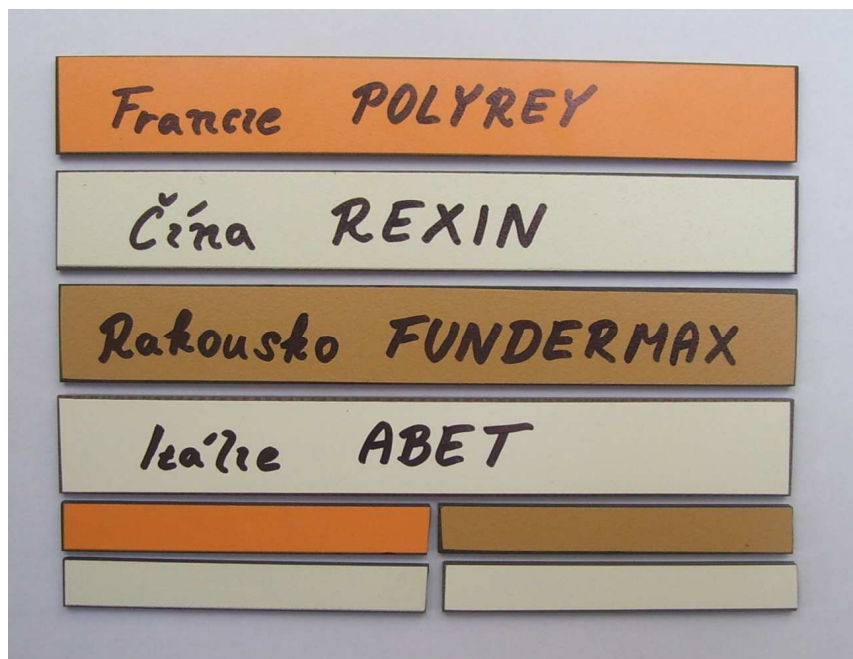 Francie POLYREY
Čína REXIN
Rakousko FUNDERMAX
Itálie ABET